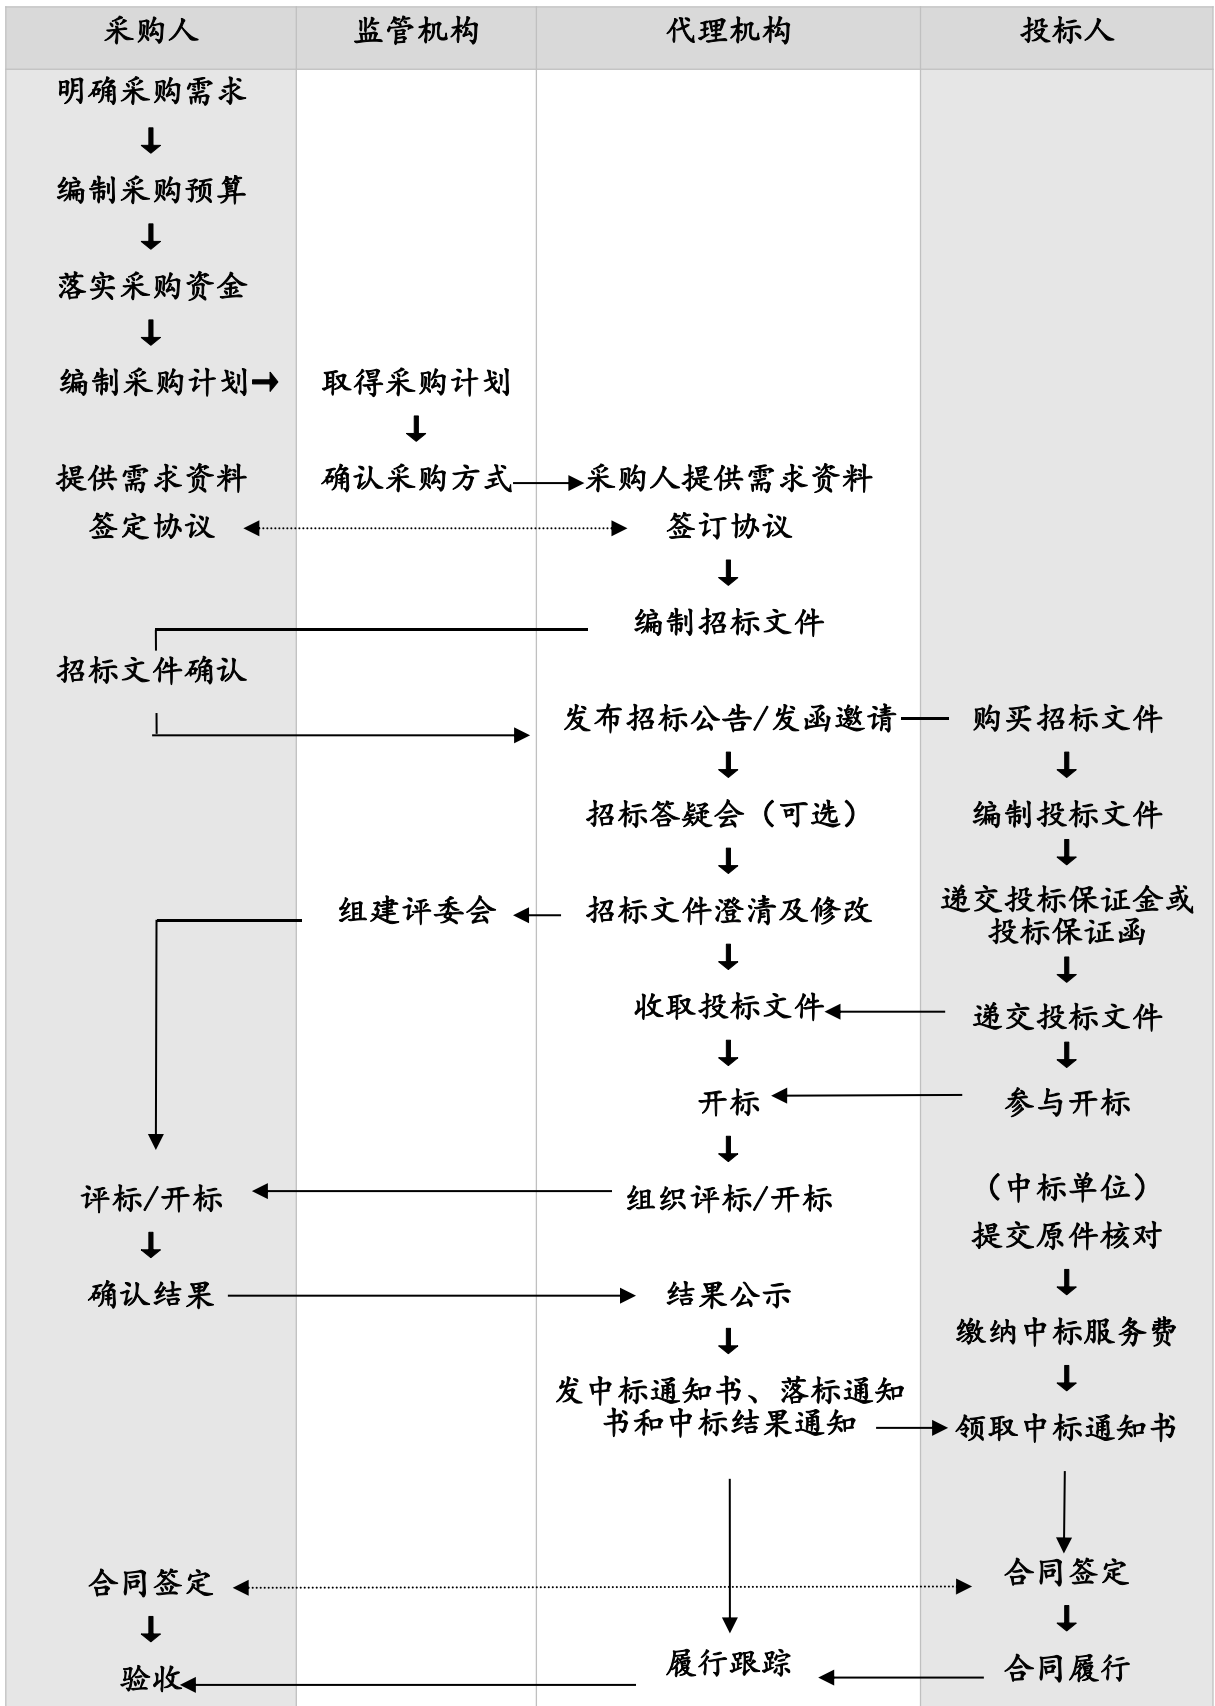 采购人 监管机构 代理机构 投标人
明确采购需求
编制采购预算
落实采购资金
编制采购计划 取得采购计划
提供需求资料 确认采购方式 采购人提供需求资料
签定协议 签订协议
编制招标文件
招标文件确认
发布招标公告/发函邀请 购买招标文件
招标答疑会（可选） 编制投标文件
组建评委会 招标文件澄清及修改 递交投标保证金或
投标保证函
收取投标文件 递交投标文件
开标 参与开标
评标/开标 组织评标/开标 （中标单位）
提交原件核对
确认结果 结果公示
缴纳中标服务费
发中标通知书、落标通知
书和中标结果通知 领取中标通知书
合同签定 合同签定
验收 履行跟踪 合同履行